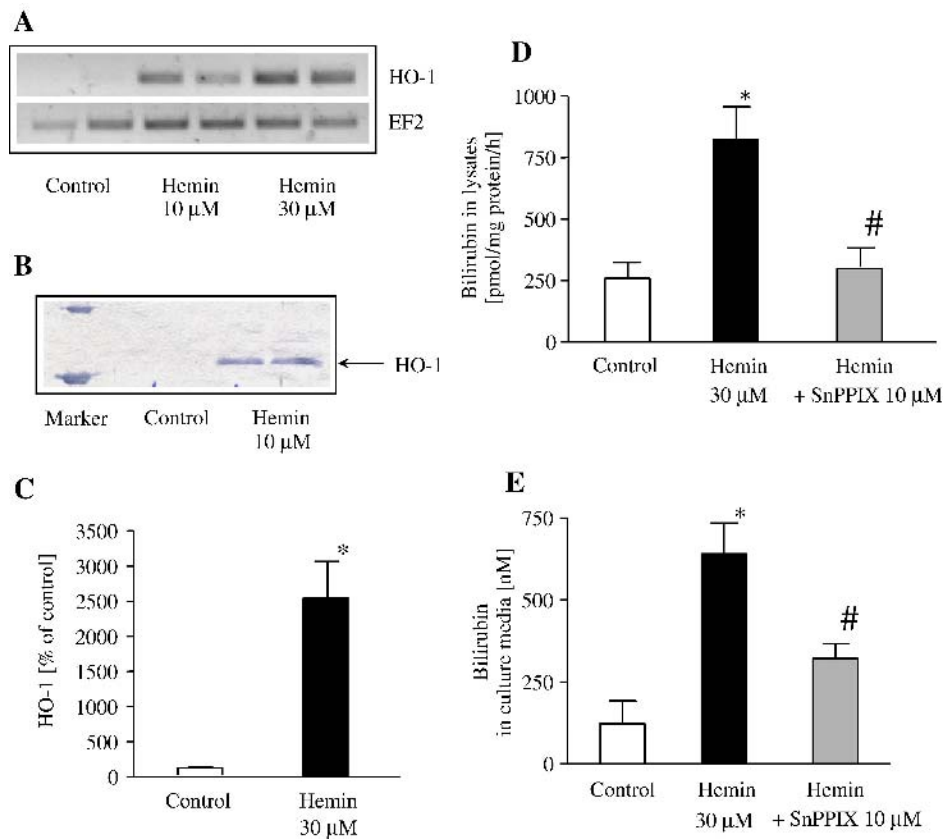 A
HO-1
EF2
Control Hemin Hemin
10 µM 30 µM
B
HO-1
Marker Control Hemin
10 µM
C
HO-1 [% of control]
3500
3000
2500
2000
1500
1000
500
0
*
Control Hemin
30 µM
D
Bilirubin in lysates
[pmol/mg protein/h]
1000
750
500
250
0
*
#
Control Hemin Hemin
30 µM + SnPPIX 10 µM
E
Bilirubin
in culture media [nM]
750
500
250
0
*
#
Control Hemin Hemin
30 µM + SnPPIX 10 µM